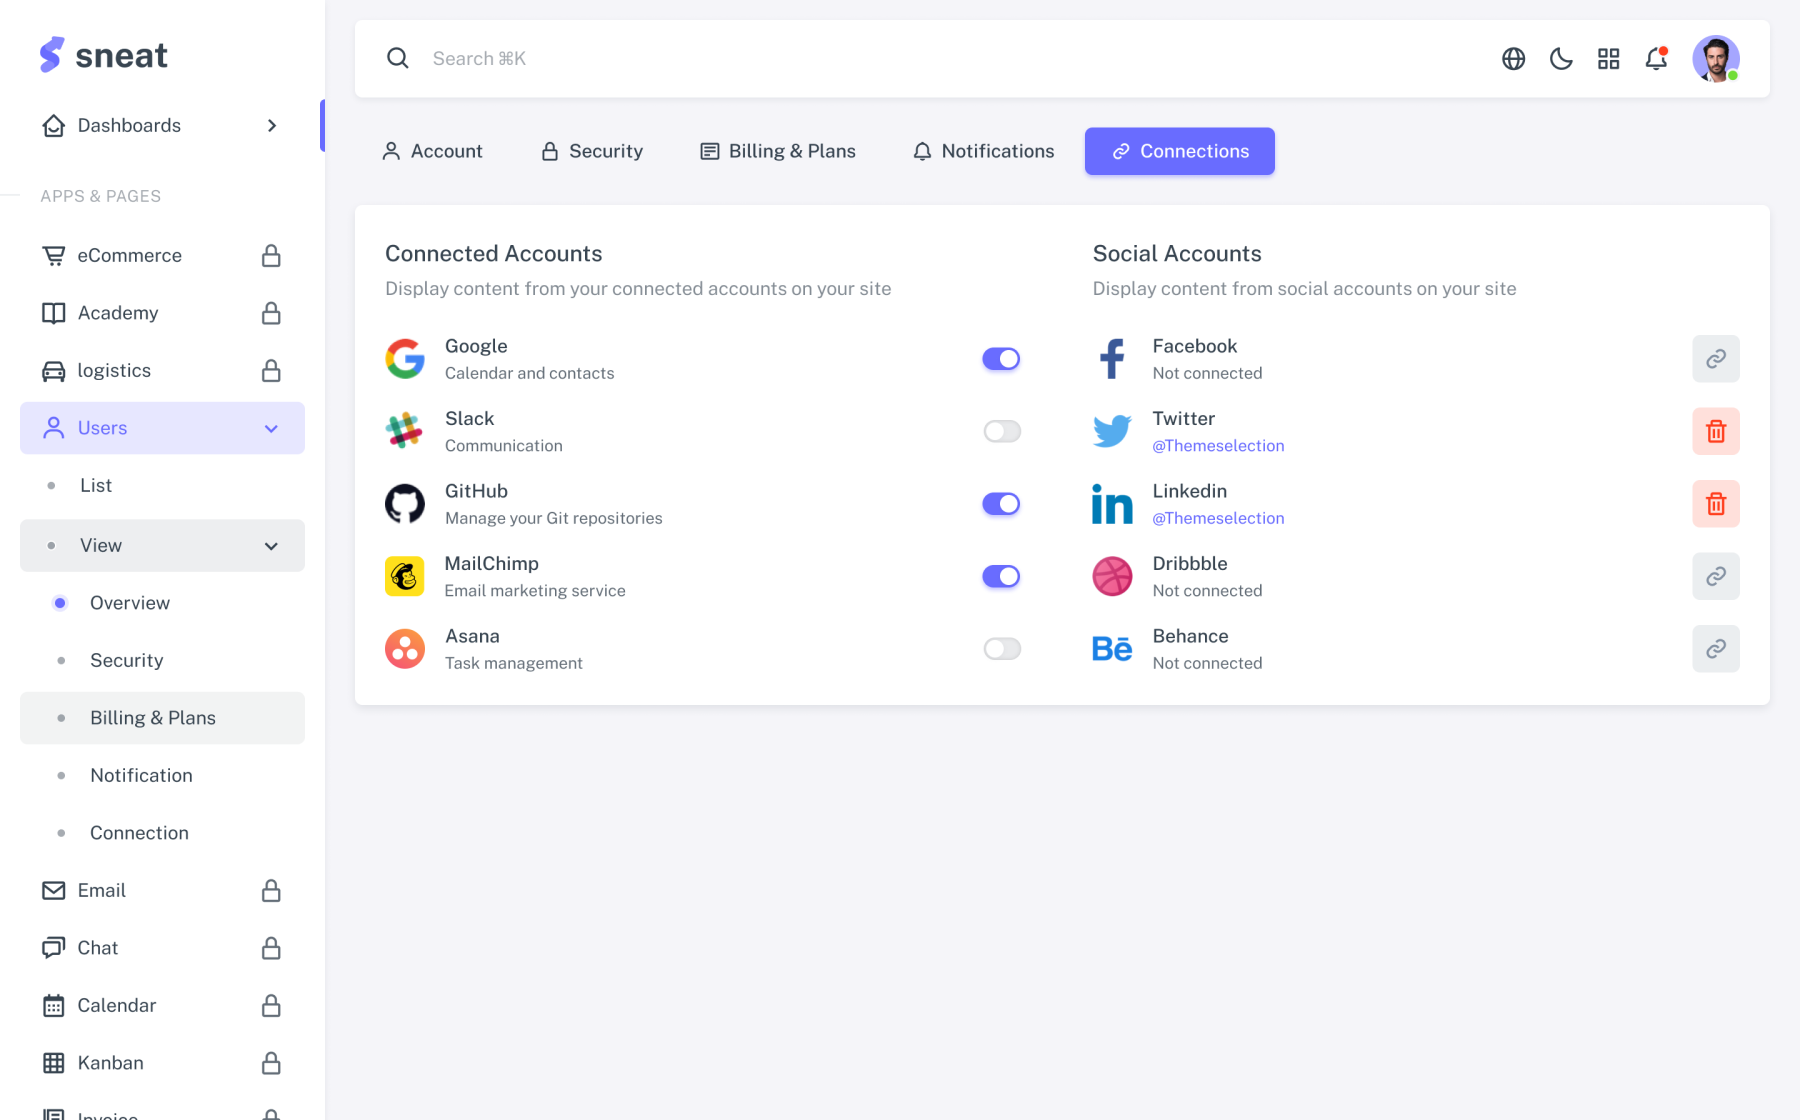 sneat
Dashboards
APPS & PAGES
eCommerce
Academy
logistics
Users
List
View
Overview
Security
Billing & Plans
Notification
Connection
Email
Chat
Calendar
Kanban
Invoice
Search ⌘K
Account
Security
Billing & Plans
Notifications
Connections
Connected Accounts
Display content from your connected accounts on your site
Google
Calendar and contacts
Slack
Communication
GitHub
Manage your Git repositories
MailChimp
Email marketing service
Asana
Task management
Social Accounts
Display content from social accounts on your site
Facebook
Not connected
Twitter
@Themeselection
Linkedin
@Themeselection
Dribbble
Not connected
Behance
Not connected